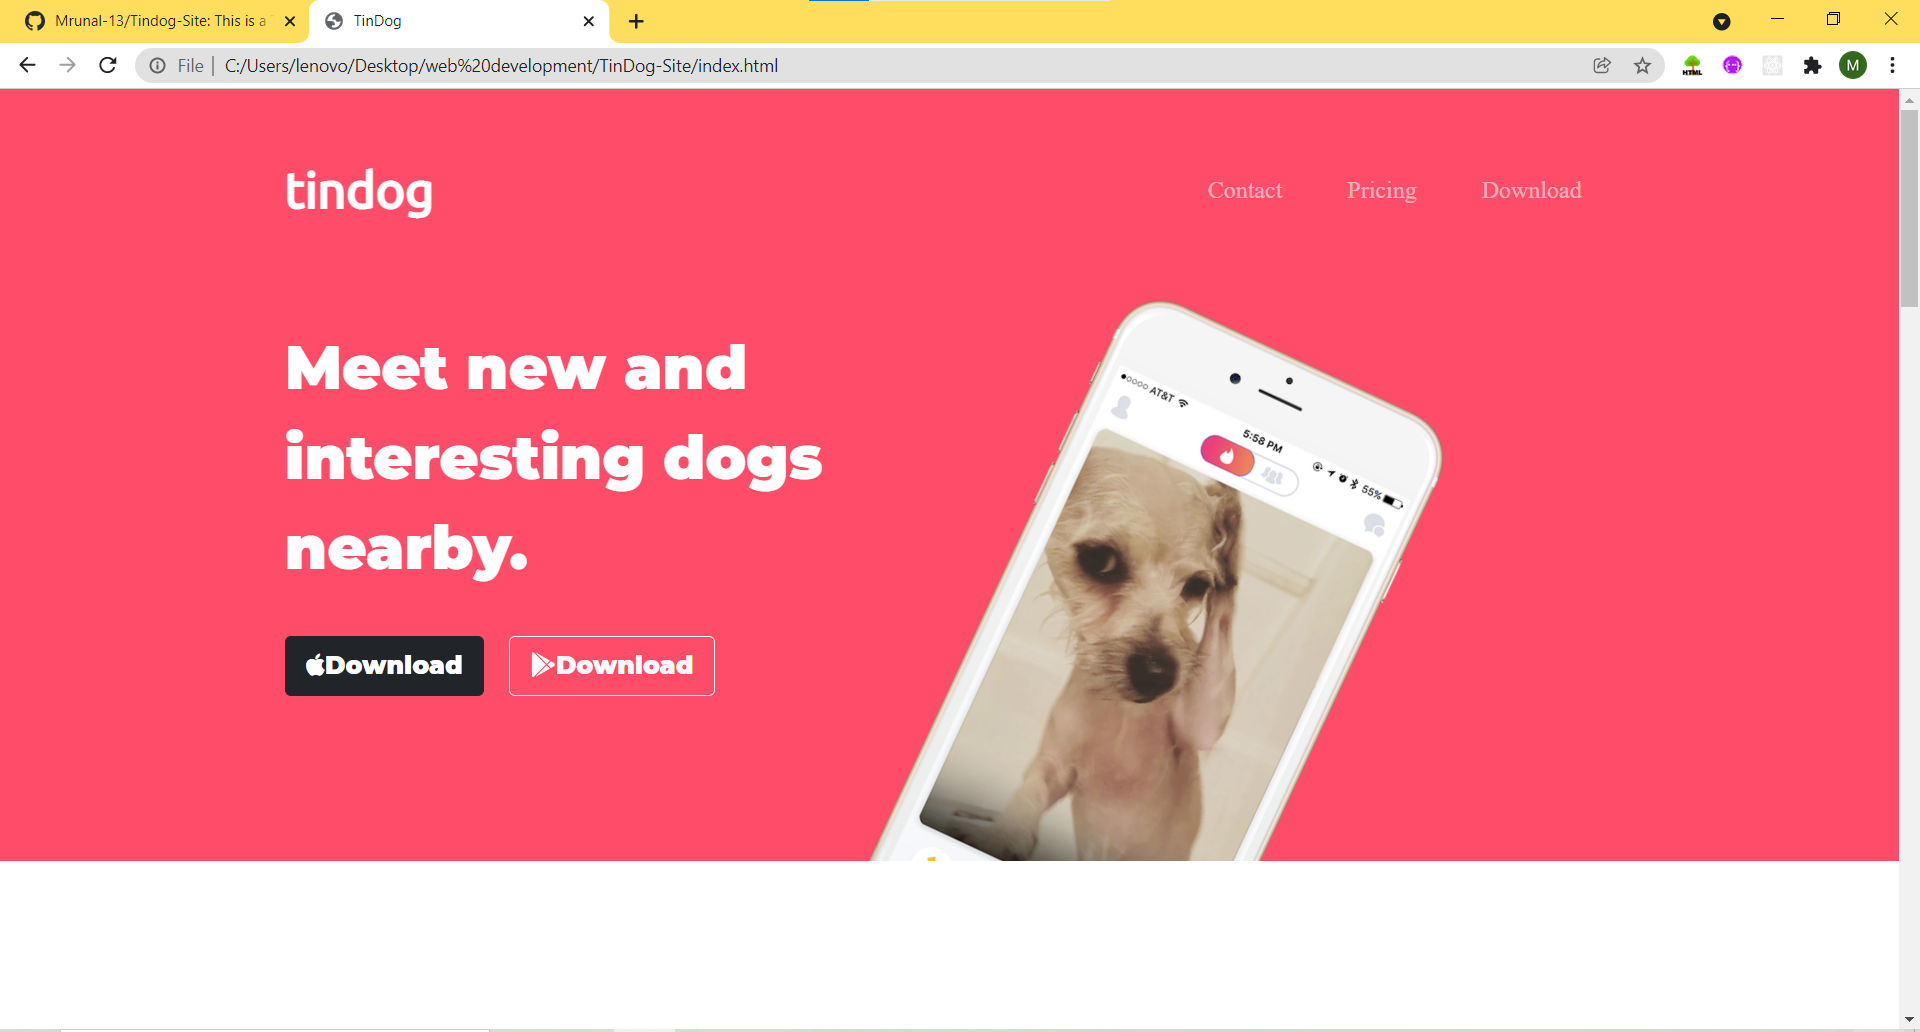 Mrunal-13/Tindog-Site: This is a
TinDog
File | C:/Users/lenovo/Desktop/web%20development/TinDog-Site/index.html
HTML
M
tindog
Contact
Pricing
Download
Meet new and
interesting dogs
nearby.
Download
Download
AT&T
5:58 PM
55%